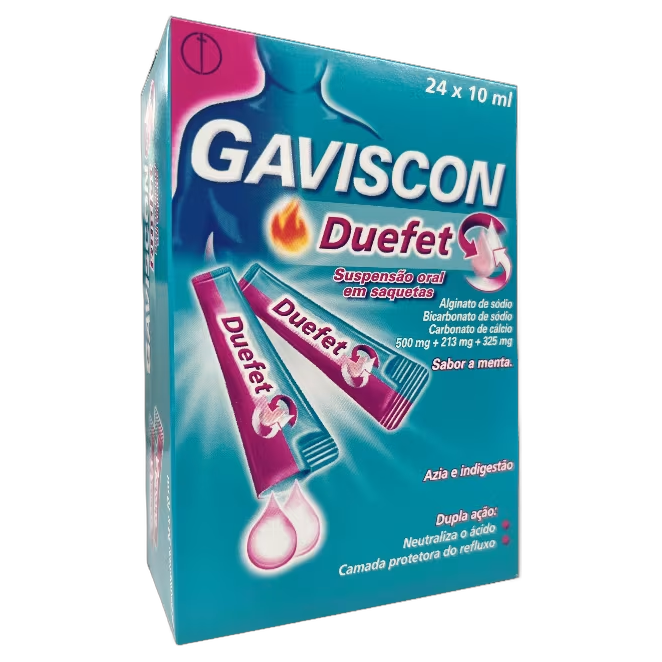 24 x 10 ml
GAVISCON
Duefet
Suspensão oral
em saquetas
Alginato de sódio
Bicarbonato de sódio
Carbonato de cálcio
500 mg + 213 mg + 325 mg
Sabor a menta.
Duefet
Duefet
Azia e indigestão
Dupla ação:
Neutraliza o ácido
Camada protetora do refluxo
GAVISCON